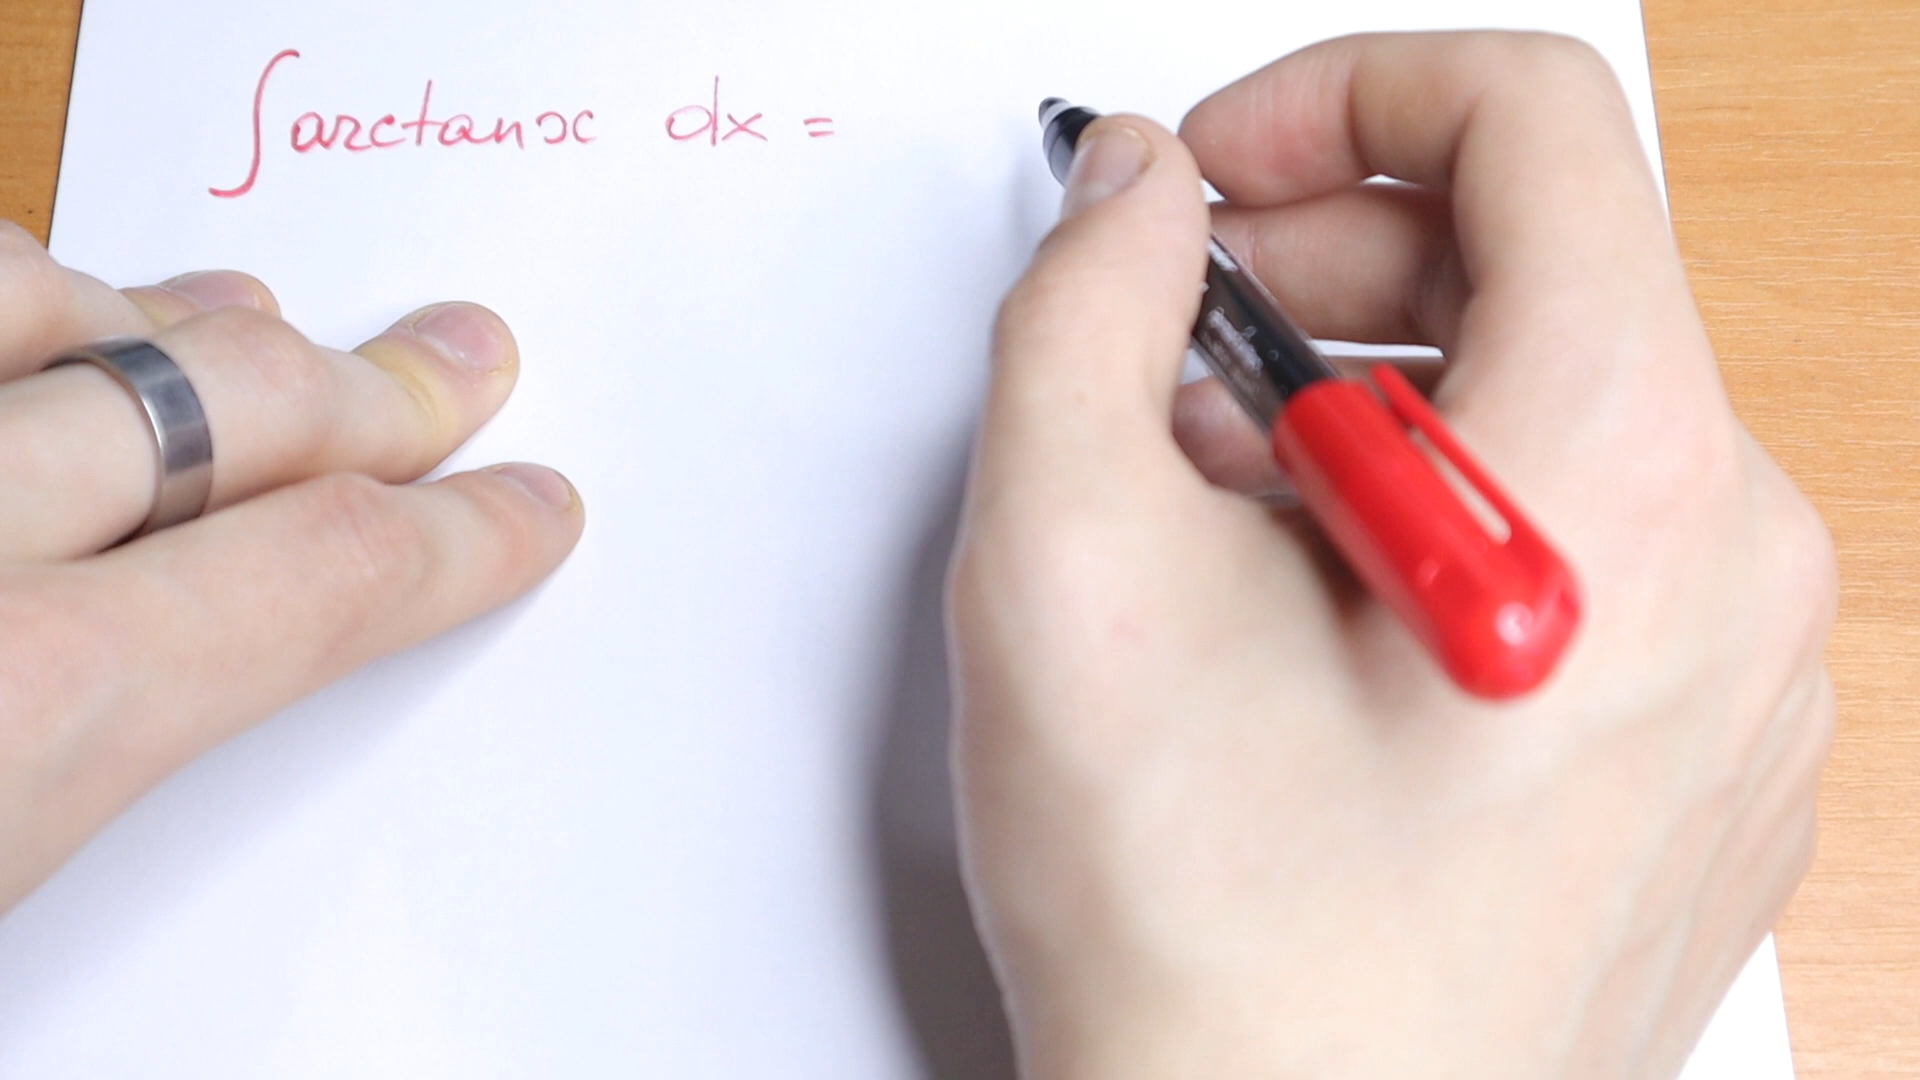 ∫ arctanx dx =